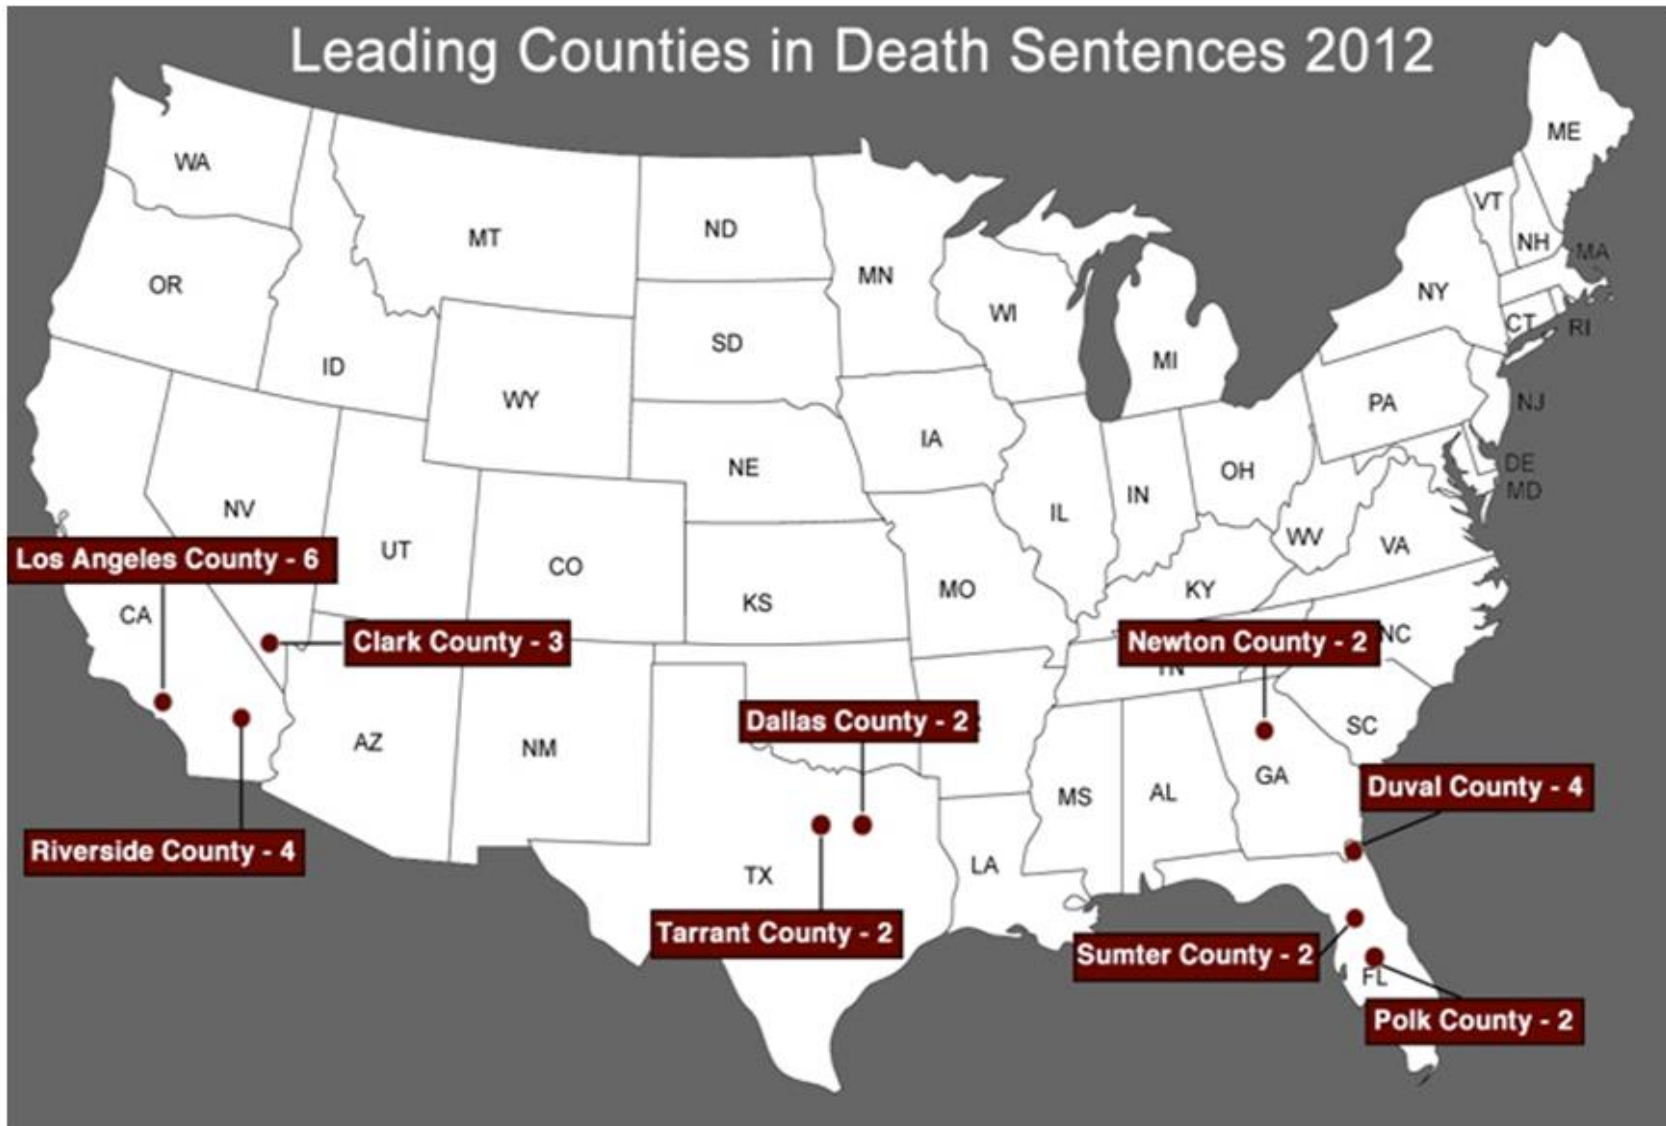 Leading Counties in Death Sentences 2012
ME
WA
VT
MT
ND
NH
MA
OR
MN
NY
WI
CT
RI
SD
MI
ID
WY
PA
NJ
IA
NE
OH
DE
IN
MD
NV
IL
WV
VA
UT
Los Angeles County - 6
CO
KY
MO
KS
CA
NC
Clark County - 3
Newton County - 2
TN
Dallas County - 2
SC
AZ
NM
GA
Duval County - 4
MS
AL
Riverside County - 4
LA
TX
Tarrant County - 2
Sumter County - 2
FL
Polk County - 2